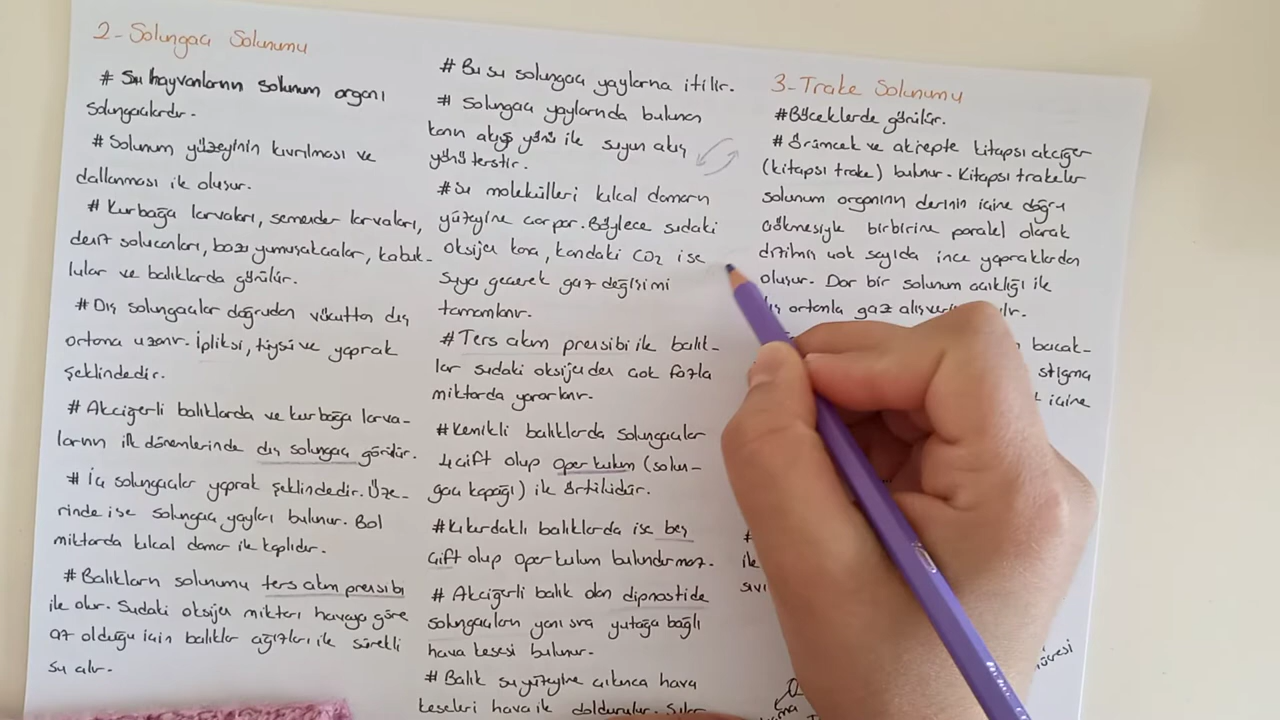 2- Solungaç Solunumu
# Su hayvanlarının solunum organı
solungaçlardır.
# Solunum yüzeyinin kıvrılması ve
dallanması ile oluşur.
# Kurbağa larvaları, semender larvaları,
deniz solucanları, bazı yumuşakçalar, kabuk-
lular ve balıklarda görülür.
# Dış solungaçlar doğrudan vücuttan dış
ortama uzanır. İpliksi, tüysü ve yaprak
şeklindedir.
# Akciğerli balıklarda ve kurbağa larva-
larının ilk dönemlerinde dış solungaç görülür.
# İç solungaçlar yaprak şeklindedir. Üze-
rinde ise solungaç yayları bulunur. Bol
miktarda kılcal damar ile kaplıdır.
# Balıkların solunumu ters akım prensibi
ile olur. Sudaki oksijen miktarı havaya göre
az olduğu için balıklar ağızları ile sürekli
su alır.
# Bu su solungaç yaylarına itilir.
# Solungaç yaylarında bulunan
kanın akış yönü ile suyun akış
yönü terstir.
# Su molekülleri kılcal damarın
yüzeyine çarpar. Böylece sudaki
oksijen kana, kandaki CO2 ise
suya geçerek gaz değişimi
tamamlanır.
# Ters akım prensibi ile balık-
lar sudaki oksijenden çok fazla
miktarda yararlanır.
# Kemikli balıklarda solungaçlar
4 çift olup operkulum (solun-
gaç kapağı) ile örtülüdür.
# Kıkırdaklı balıklarda ise beş
çift olup operkulum bulundurmaz.
# Akciğerli balık olan dipnostide
solungaçların yanı sıra yutağa bağlı
hava kesesi bulunur.
# Balık su yüzeyine çıkınca hava
keseleri hava ile doldurulur.
3- Trake Solunumu
# Böceklerde görülür.
# Örümcek ve akrepte kitapsı akciğer
(kitapsı trake) bulunur. Kitapsı trakeler
solunum organının derinin içine doğru
çökmesiyle birbirine paralel olarak
dizilmiş çok sayıda ince yapraklardan
oluşur. Dar bir solunum açıklığı ile
ortamla gaz
bacak-
stigma
içine
#